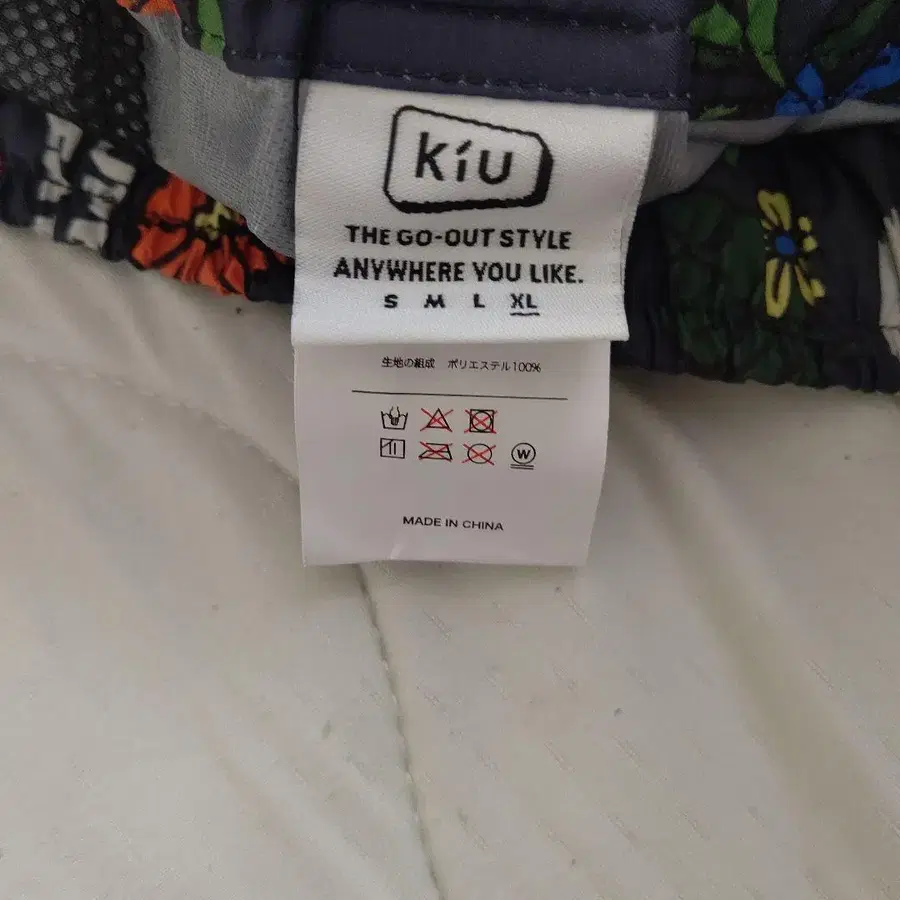 kíu
THE GO-OUT STYLE
ANYWHERE YOU LIKE.
S M L XL
生地の組成 ポリエステル100%
W
MADE IN CHINA